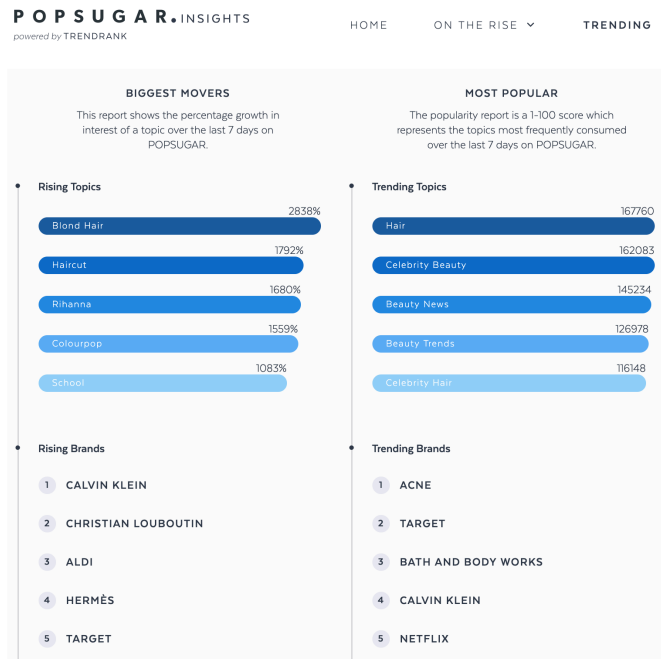 POPSUGAR.INSIGHTS
powered by TRENDRANK
HOME
ON THE RISE
TRENDING
BIGGEST MOVERS
This report shows the percentage growth in
interest of a topic over the last 7 days on
POPSUGAR.
Rising Topics
2838%
Blond Hair
1792%
Haircut
1680%
Rihanna
1559%
Colourpop
1083%
School
Rising Brands
1 CALVIN KLEIN
2 CHRISTIAN LOUBOUTIN
3 ALDI
4 HERMÈS
5 TARGET
MOST POPULAR
The popularity report is a 1-100 score which
represents the topics most frequently consumed
over the last 7 days on POPSUGAR.
Trending Topics
167760
Hair
162083
Celebrity Beauty
145234
Beauty News
126978
Beauty Trends
116148
Celebrity Hair
Trending Brands
1 ACNE
2 TARGET
3 BATH AND BODY WORKS
4 CALVIN KLEIN
5 NETFLIX